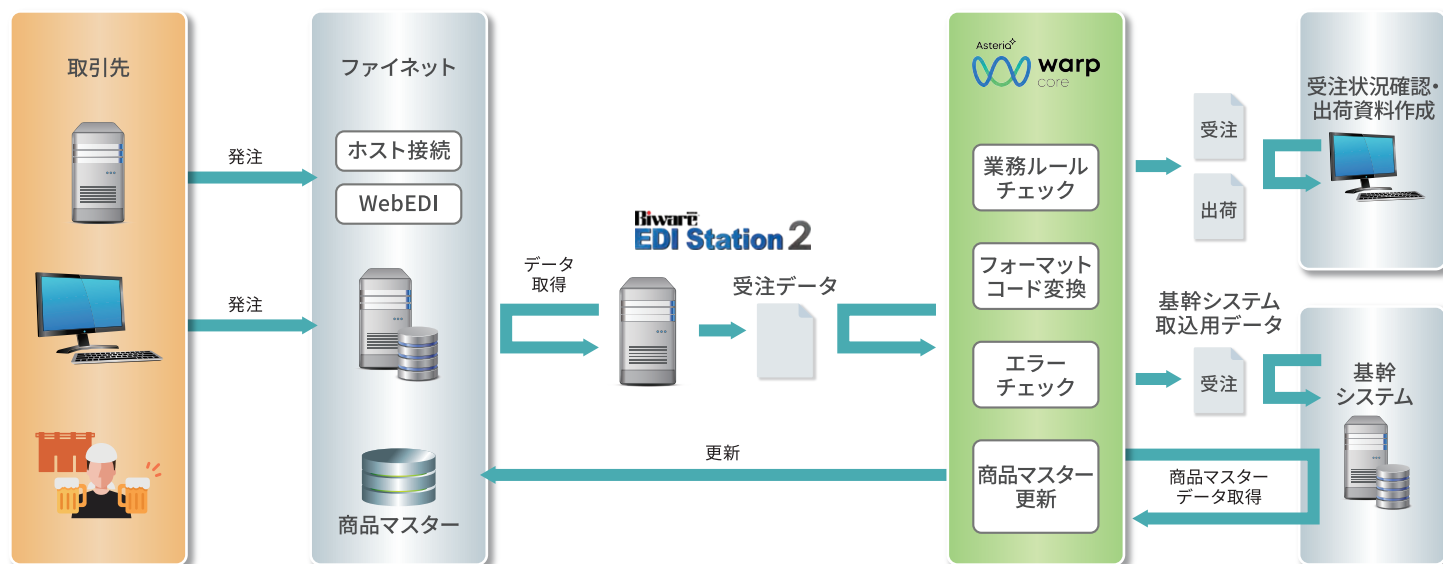 取引先
発注
発注
ファイネット
ホスト接続
WebEDI
商品マスター
データ
取得
Biware
EDI Station 2
受注データ
更新
Asteria
warp
core
業務ルール
チェック
フォーマット
コード変換
エラー
チェック
商品マスター
更新
受注
出荷
受注状況確認・
出荷資料作成
基幹システム
取込用データ
受注
基幹
システム
商品マスター
データ取得